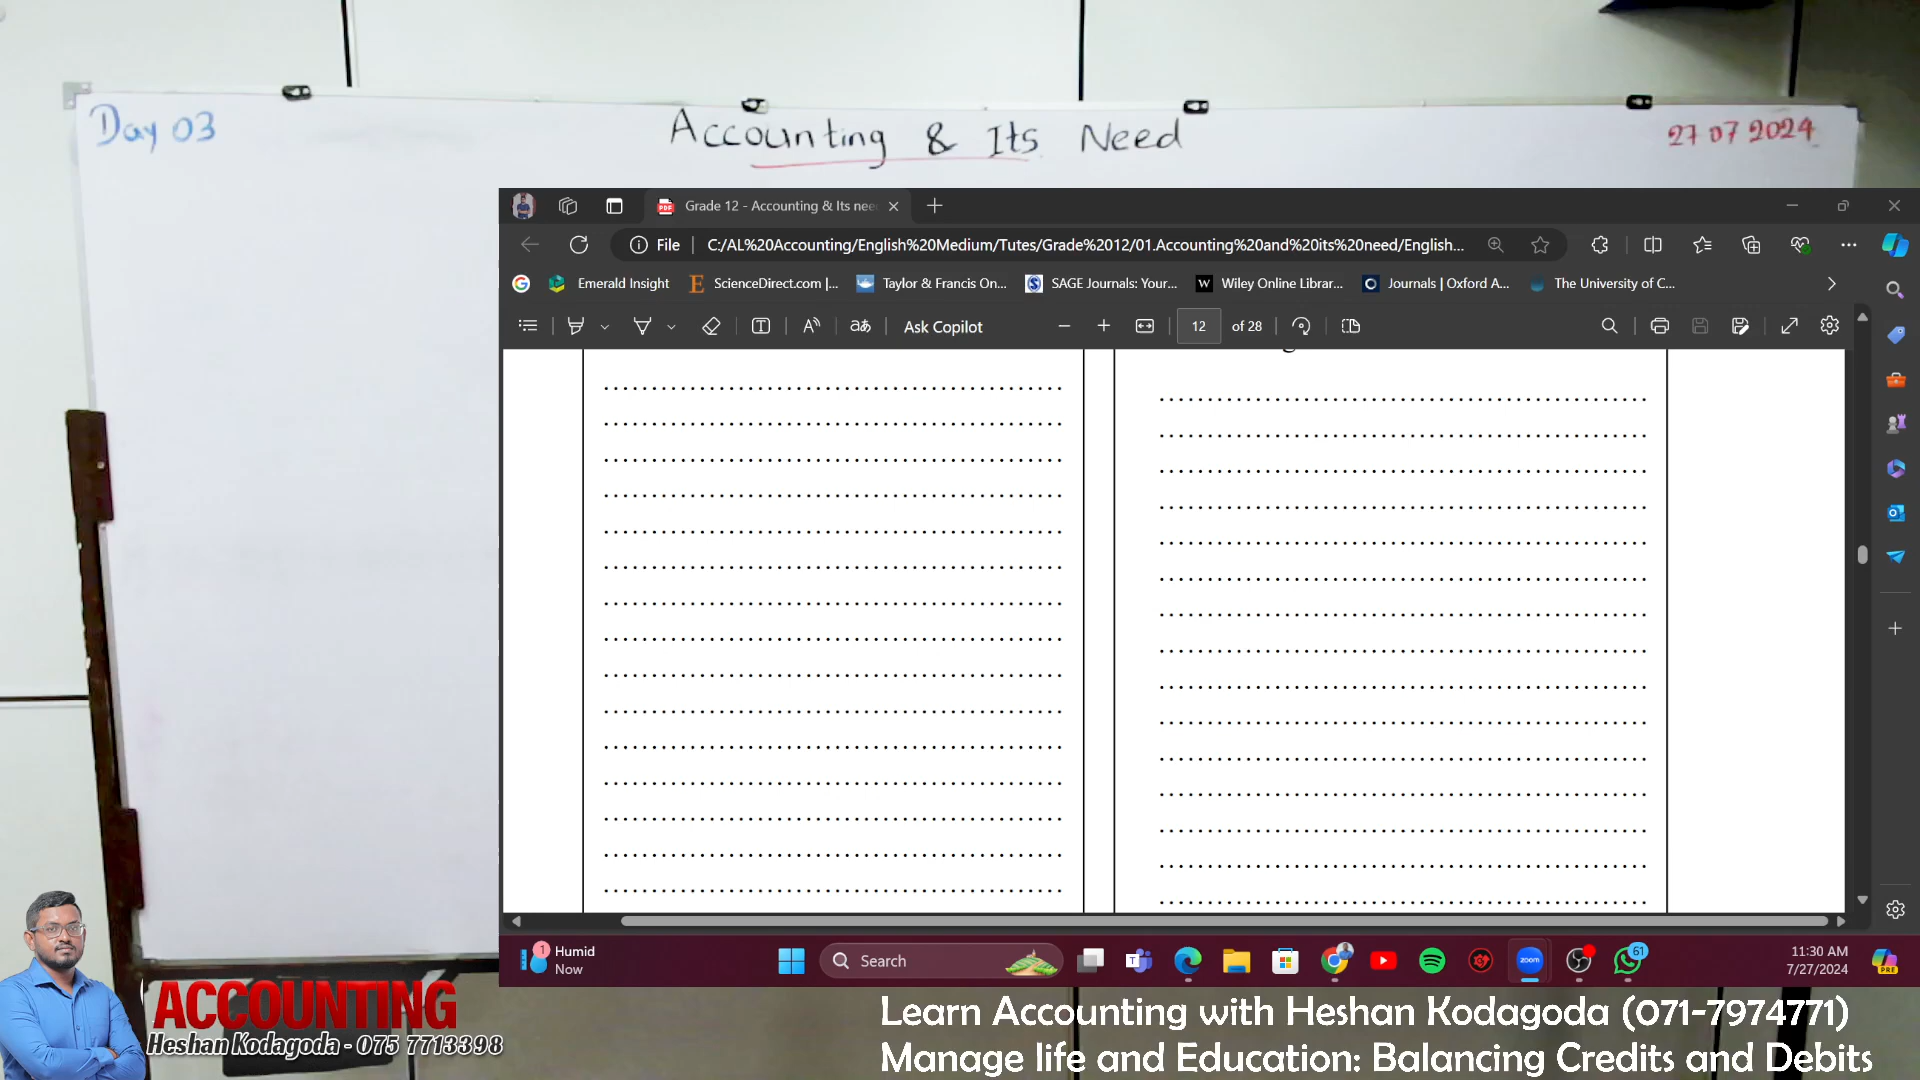 Day 03
Accounting & Its Need
27 07 2024
Grade 12 - Accounting & Its nee
File
C:/AL%20Accounting/English%20Medium/Tutes/Grade%2012/01.Accounting%20and%20its%20need/English...
Emerald Insight
ScienceDirect.com |...
Taylor & Francis On...
SAGE Journals: Your...
Wiley Online Librar...
Journals | Oxford A...
The University of C...
Ask Copilot
12 of 28
1
Humid
Now
Search
zoom
61
11:30 AM
7/27/2024
PRE
ACCOUNTING
Heshan Kodagoda - 075 7713398
Learn Accounting with Heshan Kodagoda (071-7974771)
Manage life and Education: Balancing Credits and Debits